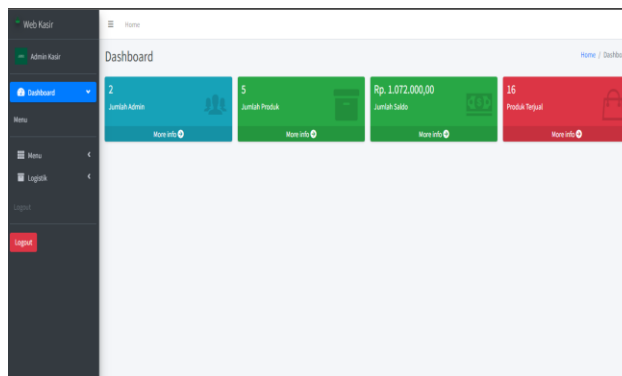 Web Kasir
Home
Admin Kasir
Dashboard
Home / Dashbo
Dashboard
Menu
Menu
Logistik
Logout
Logout
2
Jumlah Admin
More info
5
Jumlah Produk
More info
Rp. 1.072.000,00
Jumlah Saldo
More info
16
Produk Terjual
More info